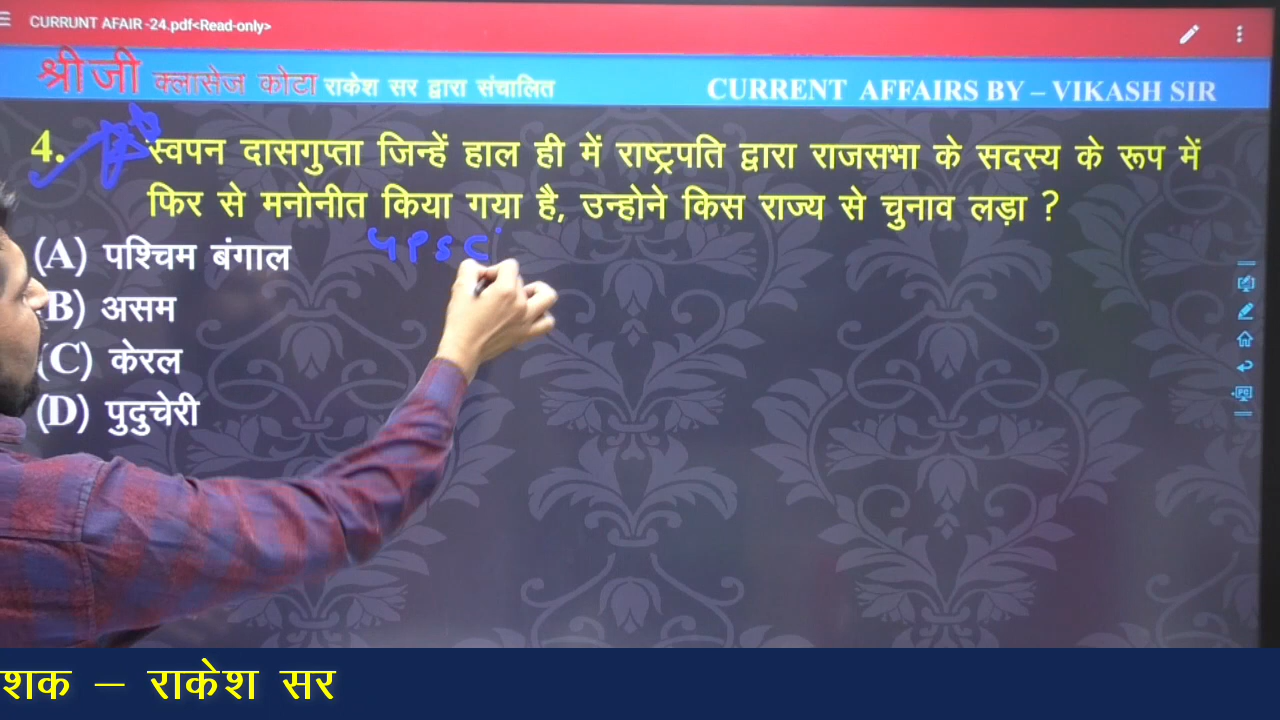 CURRUNT AFAIR -24.pdf<Read-only>
श्रीजी क्लासेज कोटा राकेश सर द्वारा संचालित CURRENT AFFAIRS BY – VIKASH SIR
4. स्वपन दासगुप्ता जिन्हें हाल ही में राष्ट्रपति द्वारा राजसभा के सदस्य के रूप में
फिर से मनोनीत किया गया है, उन्होने किस राज्य से चुनाव लड़ा ?
UPSC
(A) पश्चिम बंगाल
B) असम
(C) केरल
(D) पुदुचेरी
शक – राकेश सर